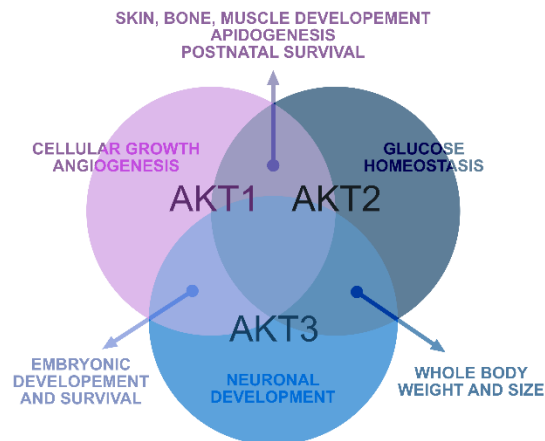 SKIN, BONE, MUSCLE DEVELOPEMENT
APIDOGENESIS
POSTNATAL SURVIVAL
CELLULAR GROWTH
ANGIOGENESIS
GLUCOSE
HOMEOSTASIS
AKT1
AKT2
AKT3
EMBRYONIC
DEVELOPEMENT
AND SURVIVAL
NEURONAL
DEVELOPMENT
WHOLE BODY
WEIGHT AND SIZE